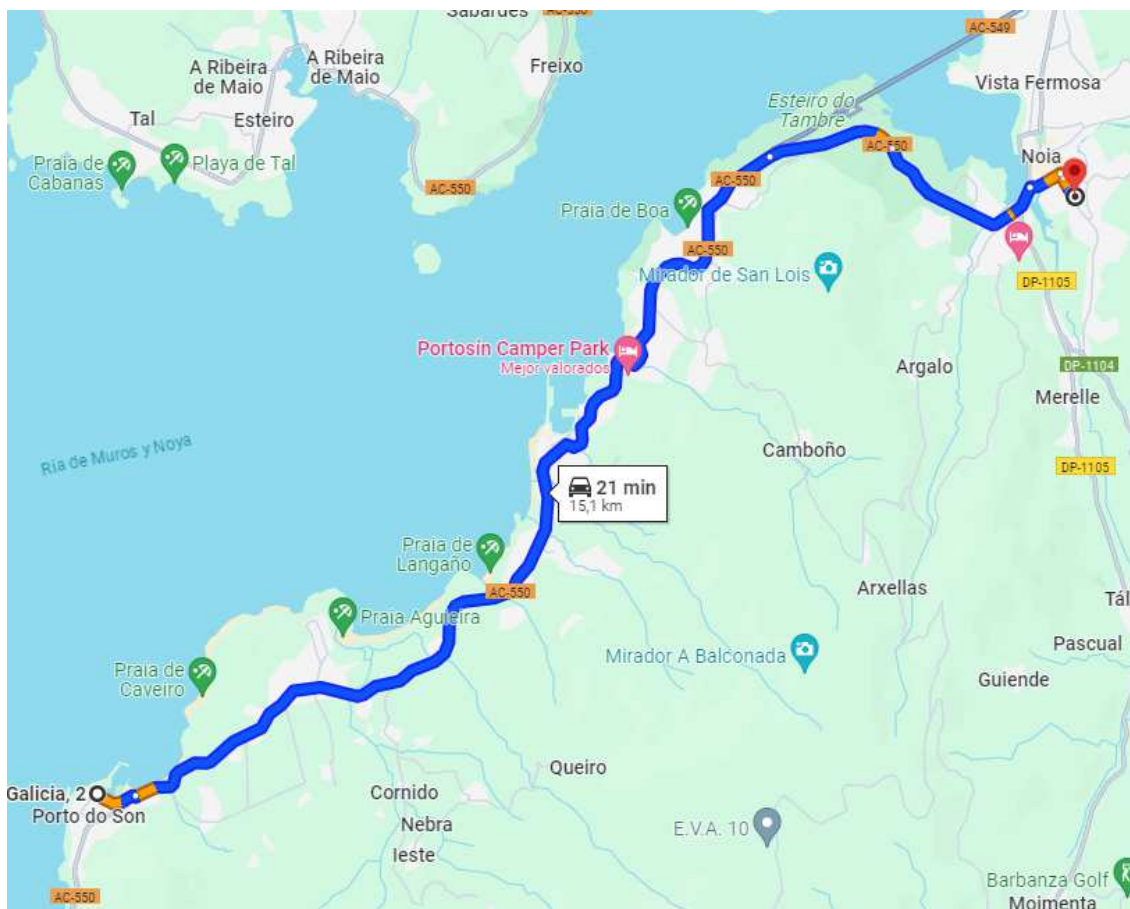 Sabardes
AC-550
AC-549
A Ribeira
de Maio
A Ribeira
de Maio
Freixo
Vista Fermosa
Tal
Esteiro
Esteiro do
Tambre
Praia de
Cabanas
Playa de Tal
AC-550
Noia
AC-550
AC-550
Praia de Boa
AC-550
Mirador de San Lois
DP-1105
Portosin Camper Park
Mejor valorados
Argalo
DP-1104
Merelle
Ría de Muros y Noya
Camboño
DP-1105
21 min
15,1 km
Praia de
Langaño
AC-550
Arxellas
Tál
Praia Aguieira
Pascual
Mirador A Balconada
Praia de
Caveiro
Guiende
Queiro
Galicia, 2
Porto do Son
Cornido
Nebra
Ieste
E.V.A. 10
AC-550
Barbanza Golf
Moimenta